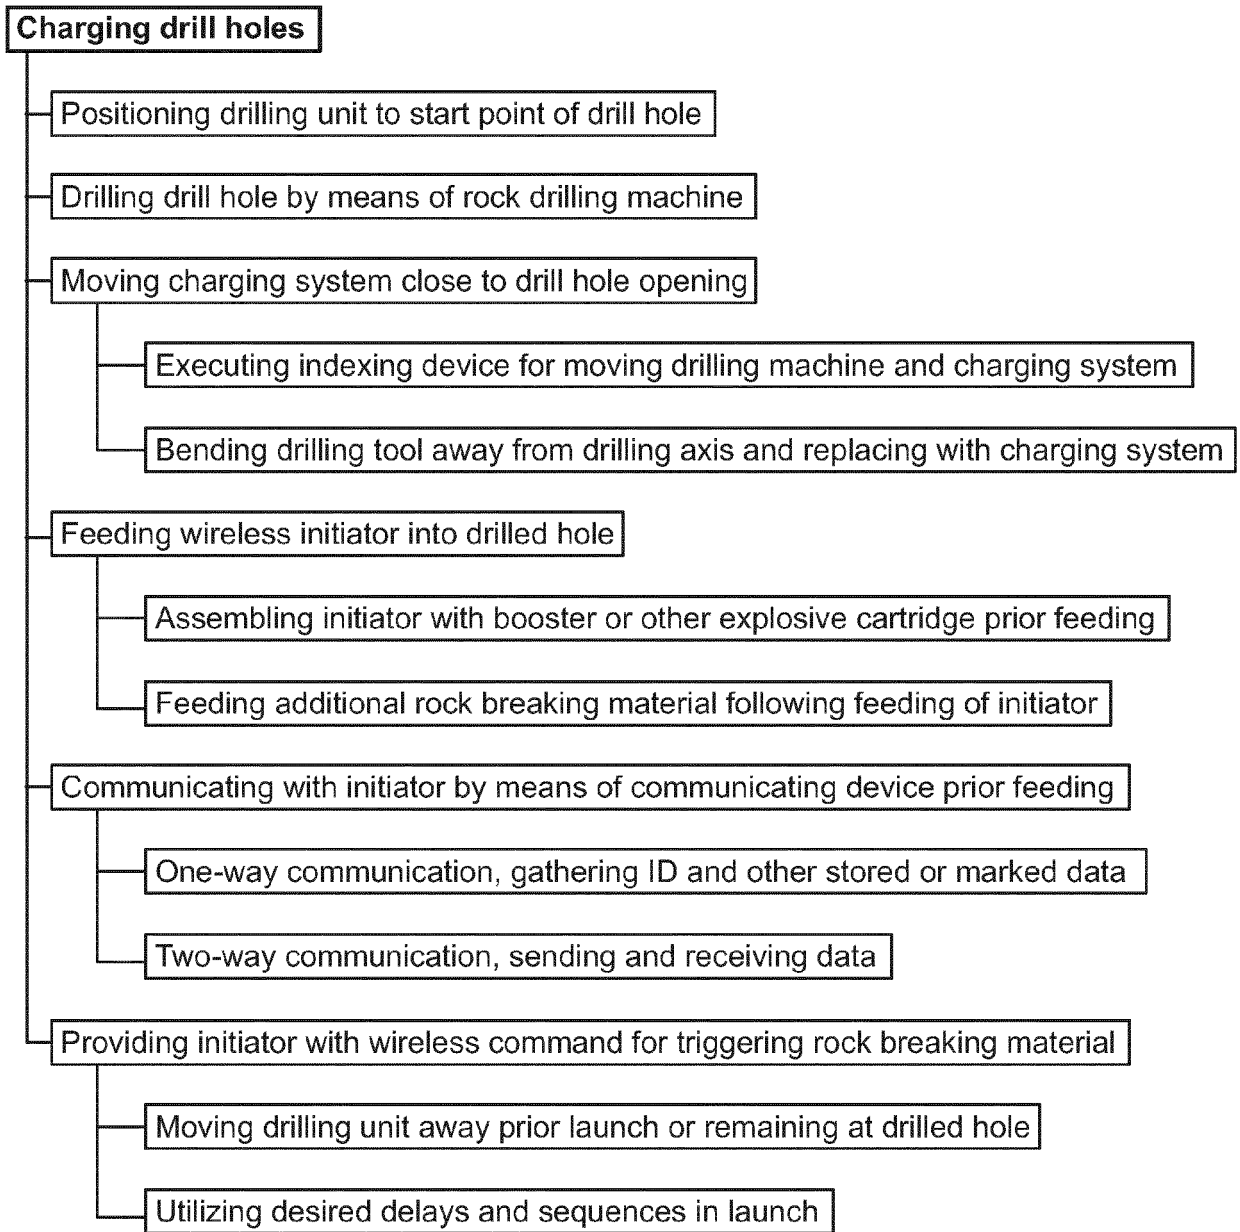 Charging drill holes
Positioning drilling unit to start point of drill hole
Drilling drill hole by means of rock drilling machine
Moving charging system close to drill hole opening
Executing indexing device for moving drilling machine and charging system
Bending drilling tool away from drilling axis and replacing with charging system
Feeding wireless initiator into drilled hole
Assembling initiator with booster or other explosive cartridge prior feeding
Feeding additional rock breaking material following feeding of initiator
Communicating with initiator by means of communicating device prior feeding
One-way communication, gathering ID and other stored or marked data
Two-way communication, sending and receiving data
Providing initiator with wireless command for triggering rock breaking material
Moving drilling unit away prior launch or remaining at drilled hole
Utilizing desired delays and sequences in launch